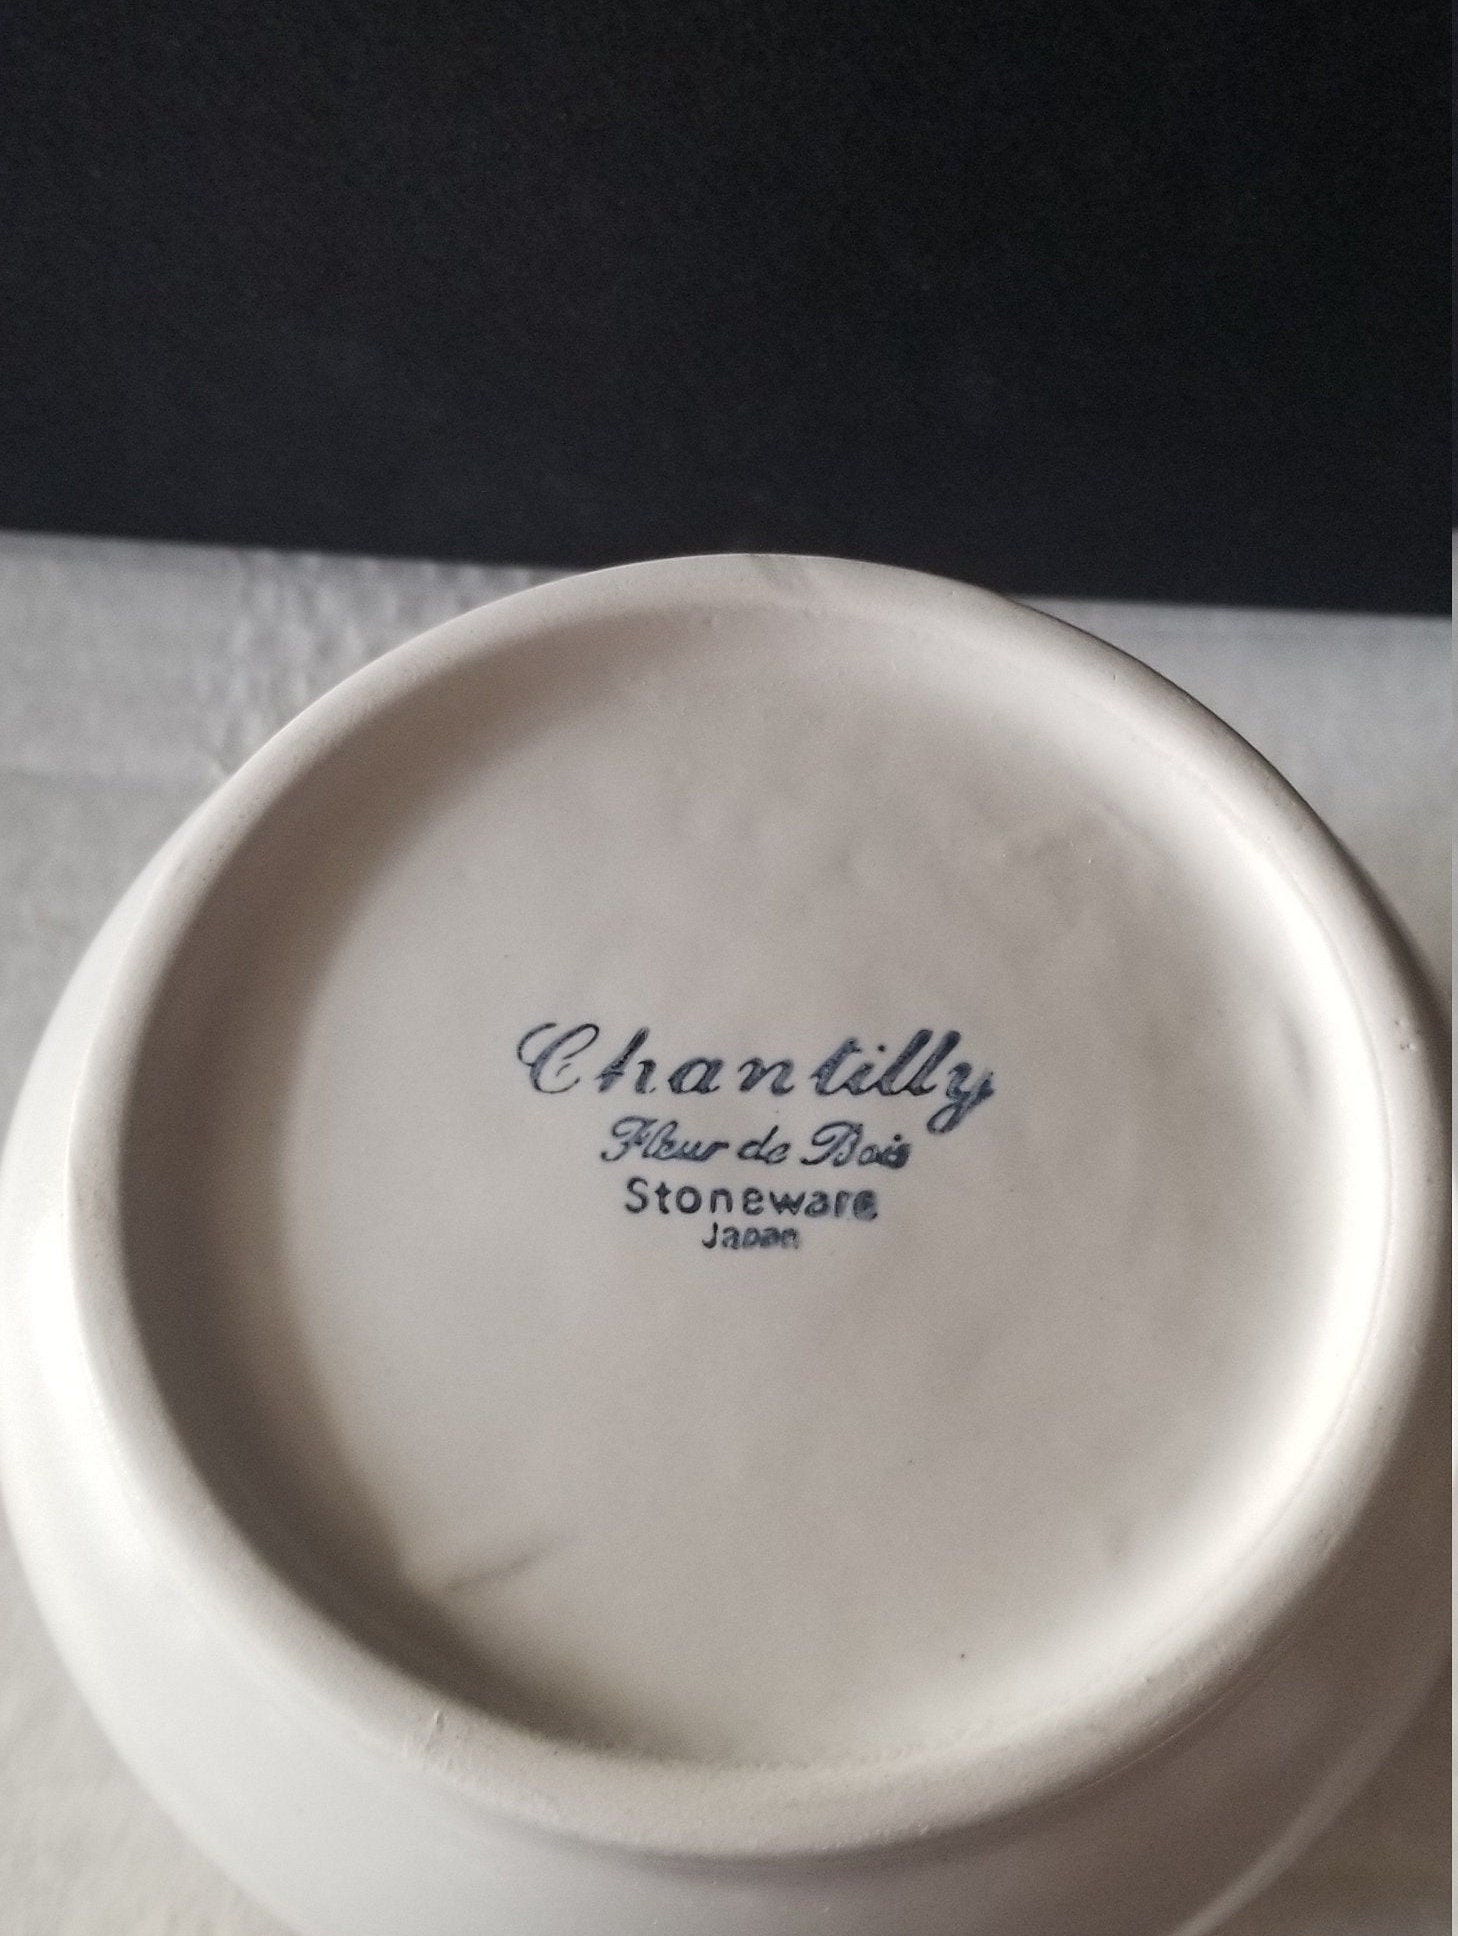 Chantilly
Fleur de Bois
Stoneware
Japan